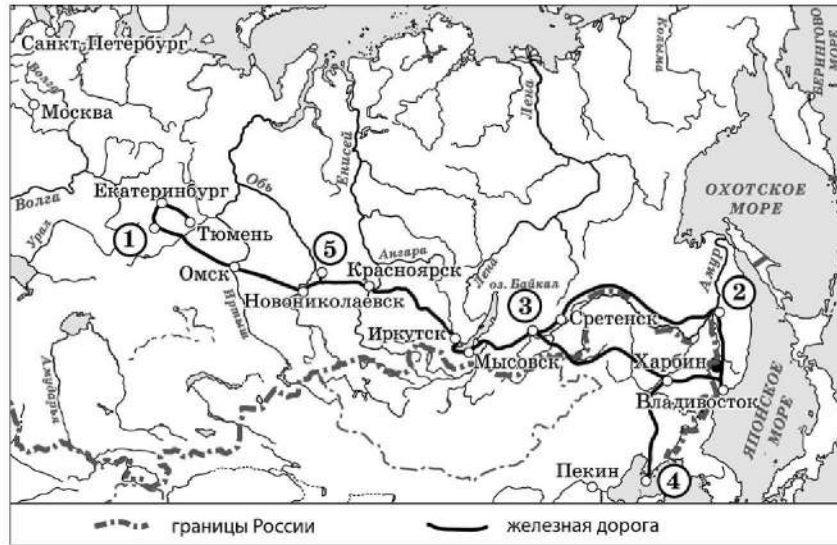 Санкт-Петербург
Волга
Москва
Волга
Урал
Екатеринбург
1
Тюмень
Обь
Енисей
Лена
Колыма
БЕРИНГОВО
МОРЕ
ОХОТСКОЕ
МОРЕ
Омск
Иртыш
5
Новониколаевск
Красноярск
Ангара
Лена
оз. Байкал
Иркутск
Мысовск
3
Сретенск
Амур
2
Харбин
Владивосток
ЯПОНСКОЕ
МОРЕ
Амударья
Пекин
4
границы России
железная дорога